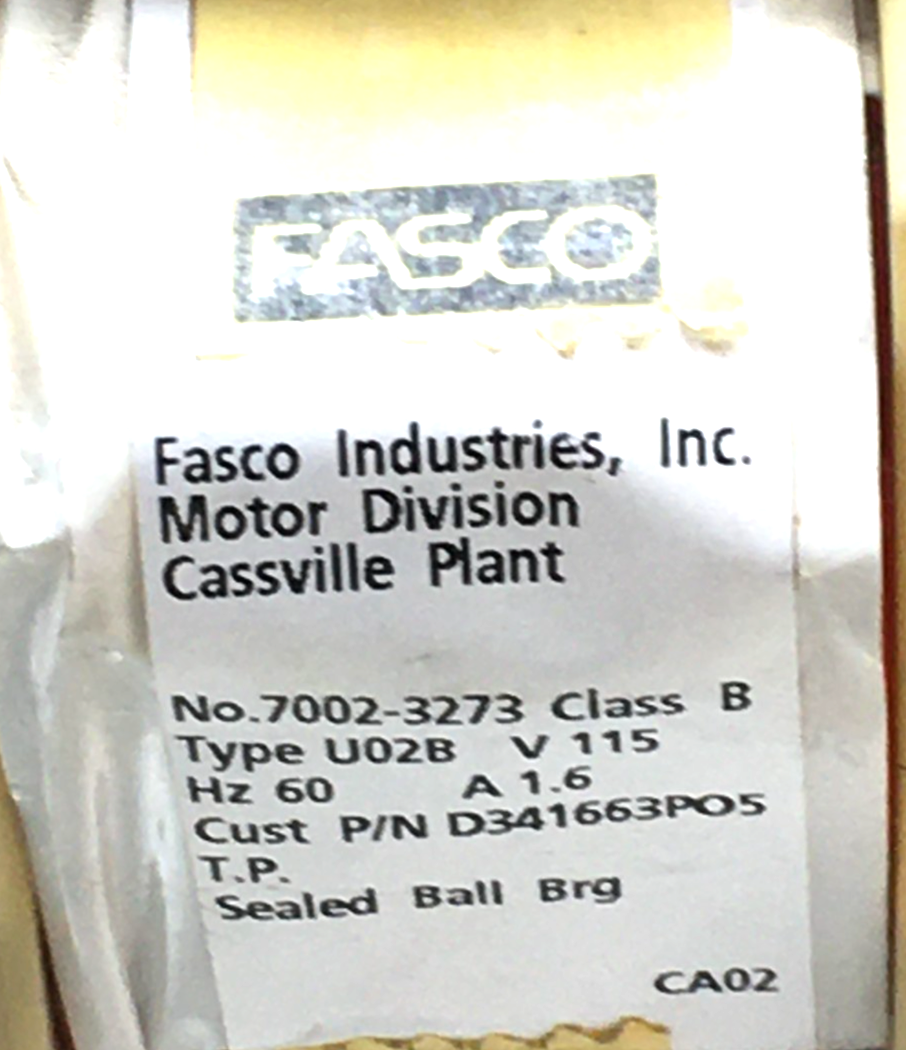 FASCO
Fasco Industries, Inc.
Motor Division
Cassville Plant
No.7002-3273 Class B
Type U02B V 115
Hz 60 A 1.6
Cust P/N D341663PO5
T.P.
Sealed Ball Brg
CA02